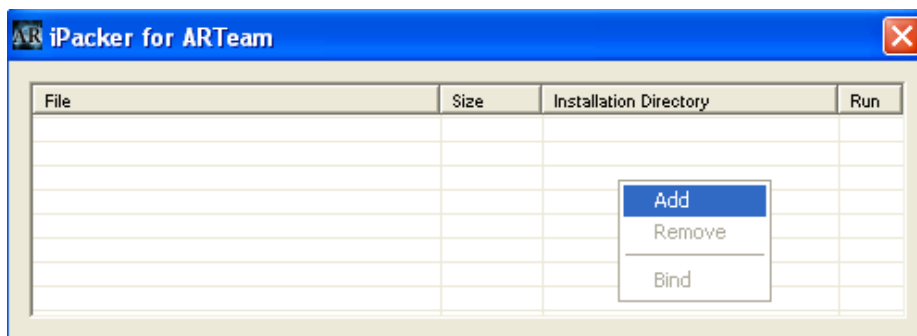 AR iPacker for ARTeam
File Size Installation Directory Run
Add
Remove
Bind